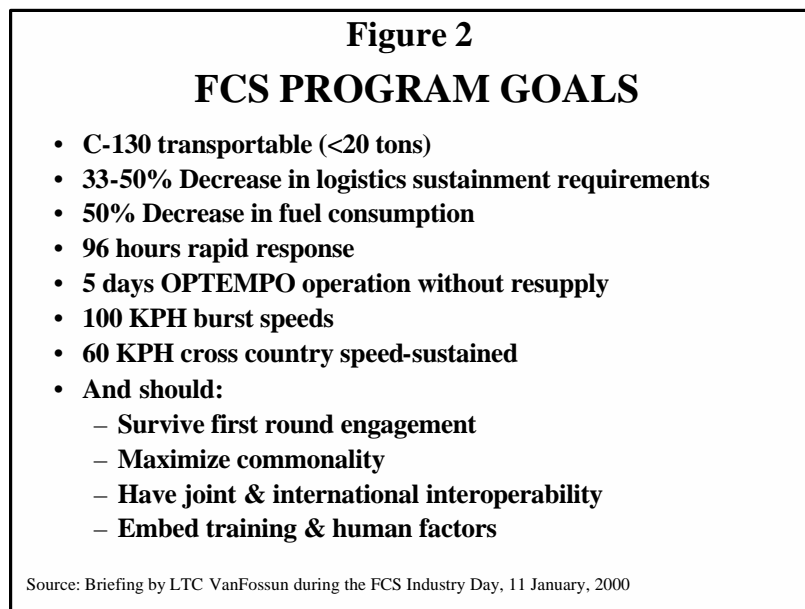 Figure 2
FCS PROGRAM GOALS
• C-130 transportable (<20 tons)
• 33-50% Decrease in logistics sustainment requirements
• 50% Decrease in fuel consumption
• 96 hours rapid response
• 5 days OPTEMPO operation without resupply
• 100 KPH burst speeds
• 60 KPH cross country speed-sustained
• And should:
– Survive first round engagement
– Maximize commonality
– Have joint & international interoperability
– Embed training & human factors
Source: Briefing by LTC VanFossun during the FCS Industry Day, 11 January, 2000